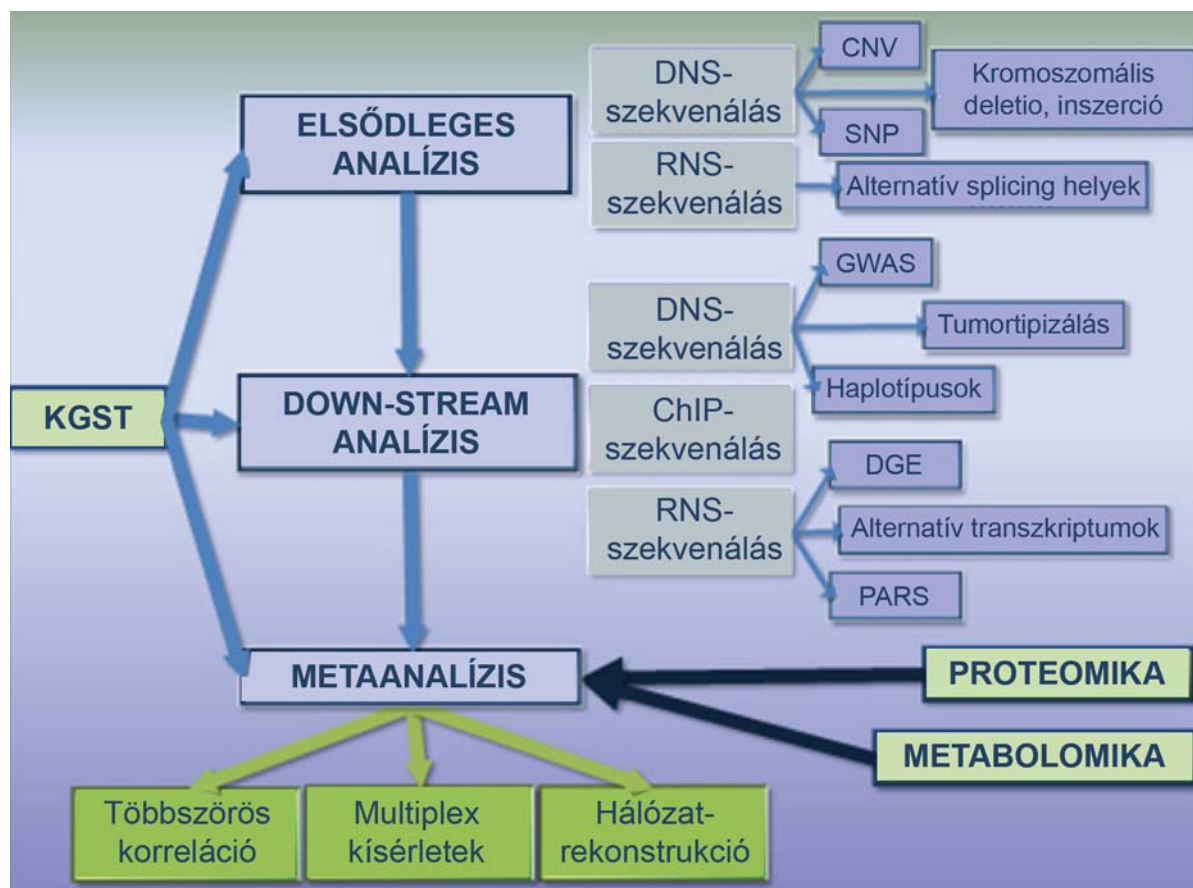 ELSŐDLEGES
ANALÍZIS
DNS-
szekvenálás
CNV
Kromoszomális
deletio, inszerció
SNP
RNS-
szekvenálás
Alternatív splicing helyek
KGST
DOWN-STREAM
ANALÍZIS
DNS-
szekvenálás
GWAS
Tumortipizálás
Haplotípusok
ChIP-
szekvenálás
RNS-
szekvenálás
DGE
Alternatív transzkriptumok
PARS
METAANALÍZIS
PROTEOMIKA
METABOLOMIKA
Többszörös
korreláció
Multiplex
kísérletek
Hálózat-
rekonstrukció